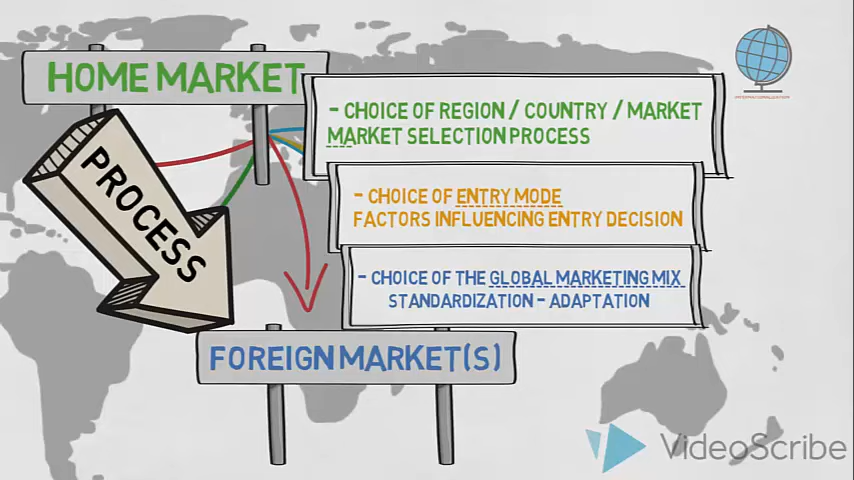 HOME MARKET
- CHOICE OF REGION / COUNTRY / MARKET
MARKET SELECTION PROCESS
PROCESS
- CHOICE OF ENTRY MODE
FACTORS INFLUENCING ENTRY DECISION
- CHOICE OF THE GLOBAL MARKETING MIX
STANDARDIZATION - ADAPTATION
FOREIGN MARKET(S)
INTERNATIONALIZATION
VideoScribe